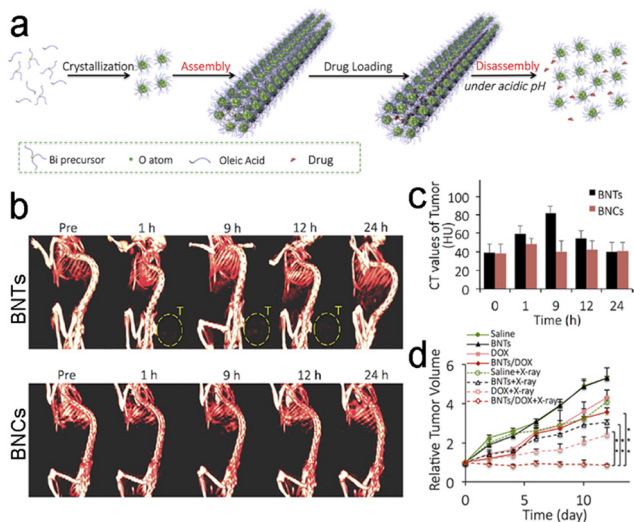 a
Crystallization
Assembly
Drug Loading
Disassembly
under acidic pH
Bi precursor
O atom
Oleic Acid
Drug
b
BNTs
Pre
1 h
9 h
12 h
24 h
T
T
T
BNCs
Pre
1 h
9 h
12 h
24 h
c
CT values of Tumor
(HU)
100
80
60
40
20
0
BNTs
BNCs
0
1
9
12
24
Time (h)
d
Relative Tumor Volume
6
4
2
0
Saline
BNTs
DOX
BNTs/DOX
Saline+X-ray
BNTs+X-ray
DOX+X-ray
BNTs/DOX+X-ray
0
5
10
Time (day)